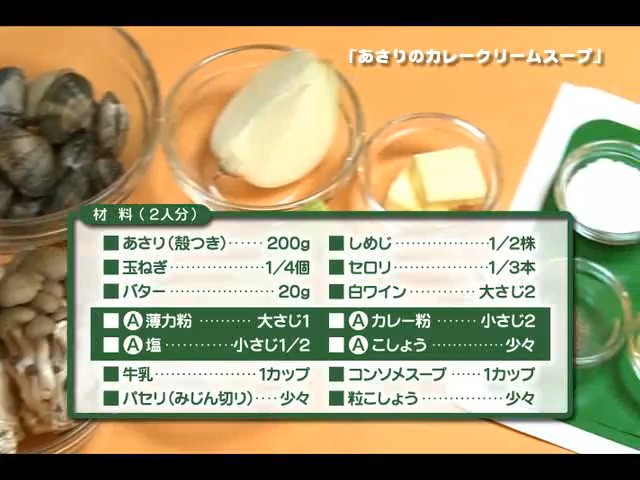 「あさりのカレークリームスープ」
材 料（2人分）
■あさり（殻つき）‥‥‥ 200g
■しめじ ‥‥‥‥‥‥‥‥1／2株
■玉ねぎ ‥‥‥‥‥‥‥‥1／4個
■セロリ ‥‥‥‥‥‥‥‥1／3本
■バター ‥‥‥‥‥‥‥‥ 20g
■白ワイン ‥‥‥‥‥‥ 大さじ2
■Ⓐ薄力粉 ‥‥‥‥‥ 大さじ1
■Ⓐカレー粉 ‥‥‥‥ 小さじ2
■Ⓐ塩‥‥‥‥‥‥小さじ1／2
■Ⓐこしょう ‥‥‥‥‥‥ 少々
■牛乳 ‥‥‥‥‥‥‥‥‥1カップ
■コンソメスープ ‥‥‥1カップ
■パセリ（みじん切り）‥‥ 少々
■粒こしょう ‥‥‥‥‥‥‥ 少々